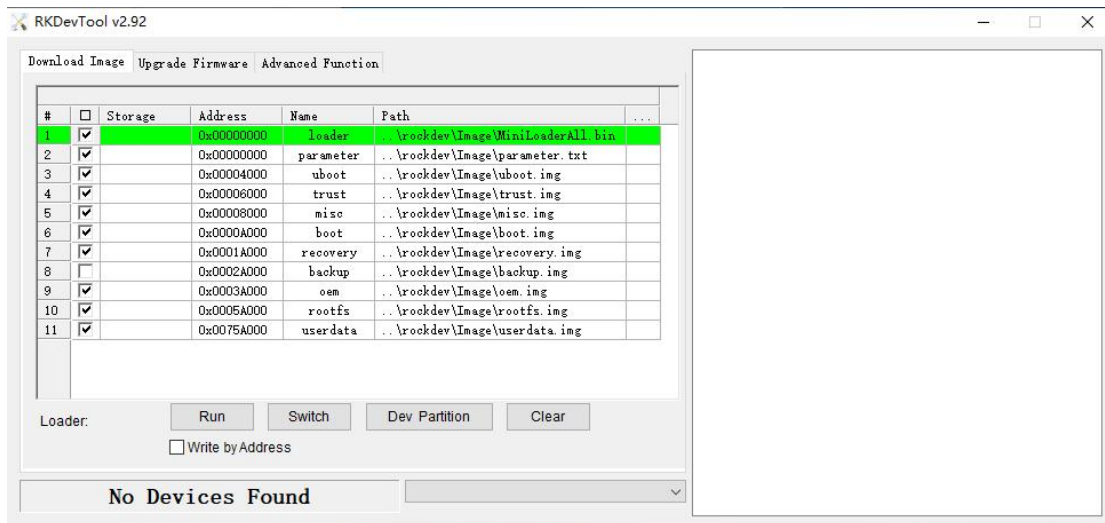 RKDevTool v2.92
Download Image Upgrade Firmware Advanced Function
# Storage Address Name Path ...
1 0x00000000 loader ..\rockdev\Image\MiniLoaderAll.bin
2 0x00000000 parameter ..\rockdev\Image\parameter.txt
3 0x00004000 uboot ..\rockdev\Image\uboot.img
4 0x00006000 trust ..\rockdev\Image\trust.img
5 0x00008000 misc ..\rockdev\Image\misc.img
6 0x0000A000 boot ..\rockdev\Image\boot.img
7 0x0001A000 recovery ..\rockdev\Image\recovery.img
8 0x0002A000 backup ..\rockdev\Image\backup.img
9 0x0003A000 oem ..\rockdev\Image\oem.img
10 0x0005A000 rootfs ..\rockdev\Image\rootfs.img
11 0x0075A000 userdata ..\rockdev\Image\userdata.img
Loader: Run Switch Dev Partition Clear
Write by Address
No Devices Found